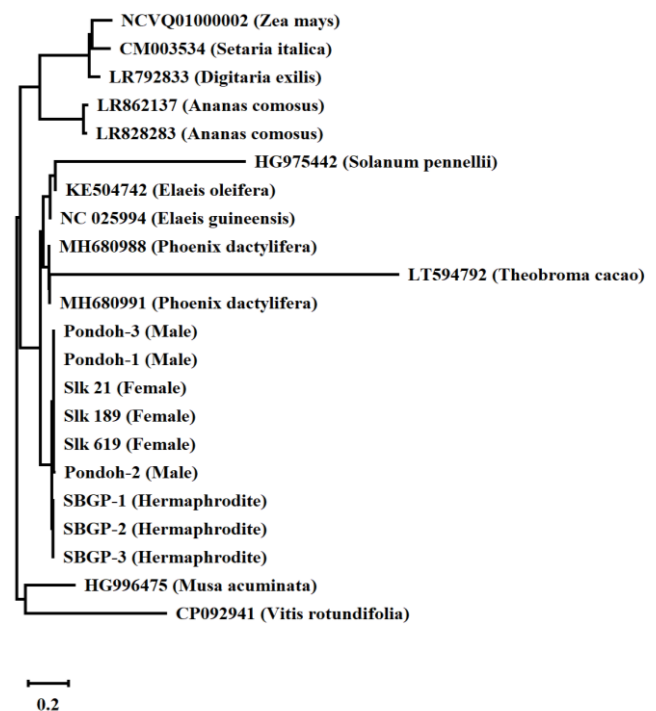 NCVQ01000002 (Zea mays)
CM003534 (Setaria italica)
LR792833 (Digitaria exilis)
LR862137 (Ananas comosus)
LR828283 (Ananas comosus)
HG975442 (Solanum pennellii)
KE504742 (Elaeis oleifera)
NC 025994 (Elaeis guineensis)
MH680988 (Phoenix dactylifera)
LT594792 (Theobroma cacao)
MH680991 (Phoenix dactylifera)
Pondoh-3 (Male)
Pondoh-1 (Male)
Slk 21 (Female)
Slk 189 (Female)
Slk 619 (Female)
Pondoh-2 (Male)
SBGP-1 (Hermaphrodite)
SBGP-2 (Hermaphrodite)
SBGP-3 (Hermaphrodite)
HG996475 (Musa acuminata)
CP092941 (Vitis rotundifolia)
0.2